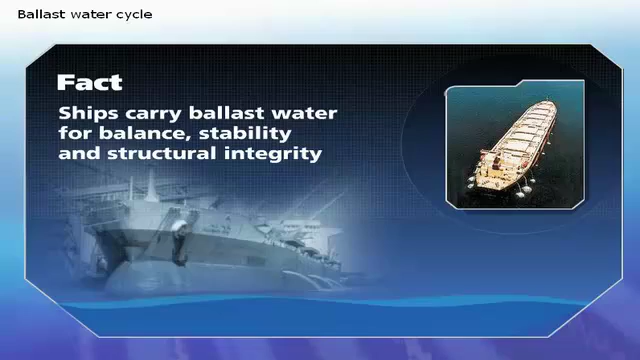 Ballast water cycle
Fact
Ships carry ballast water
for balance, stability
and structural integrity